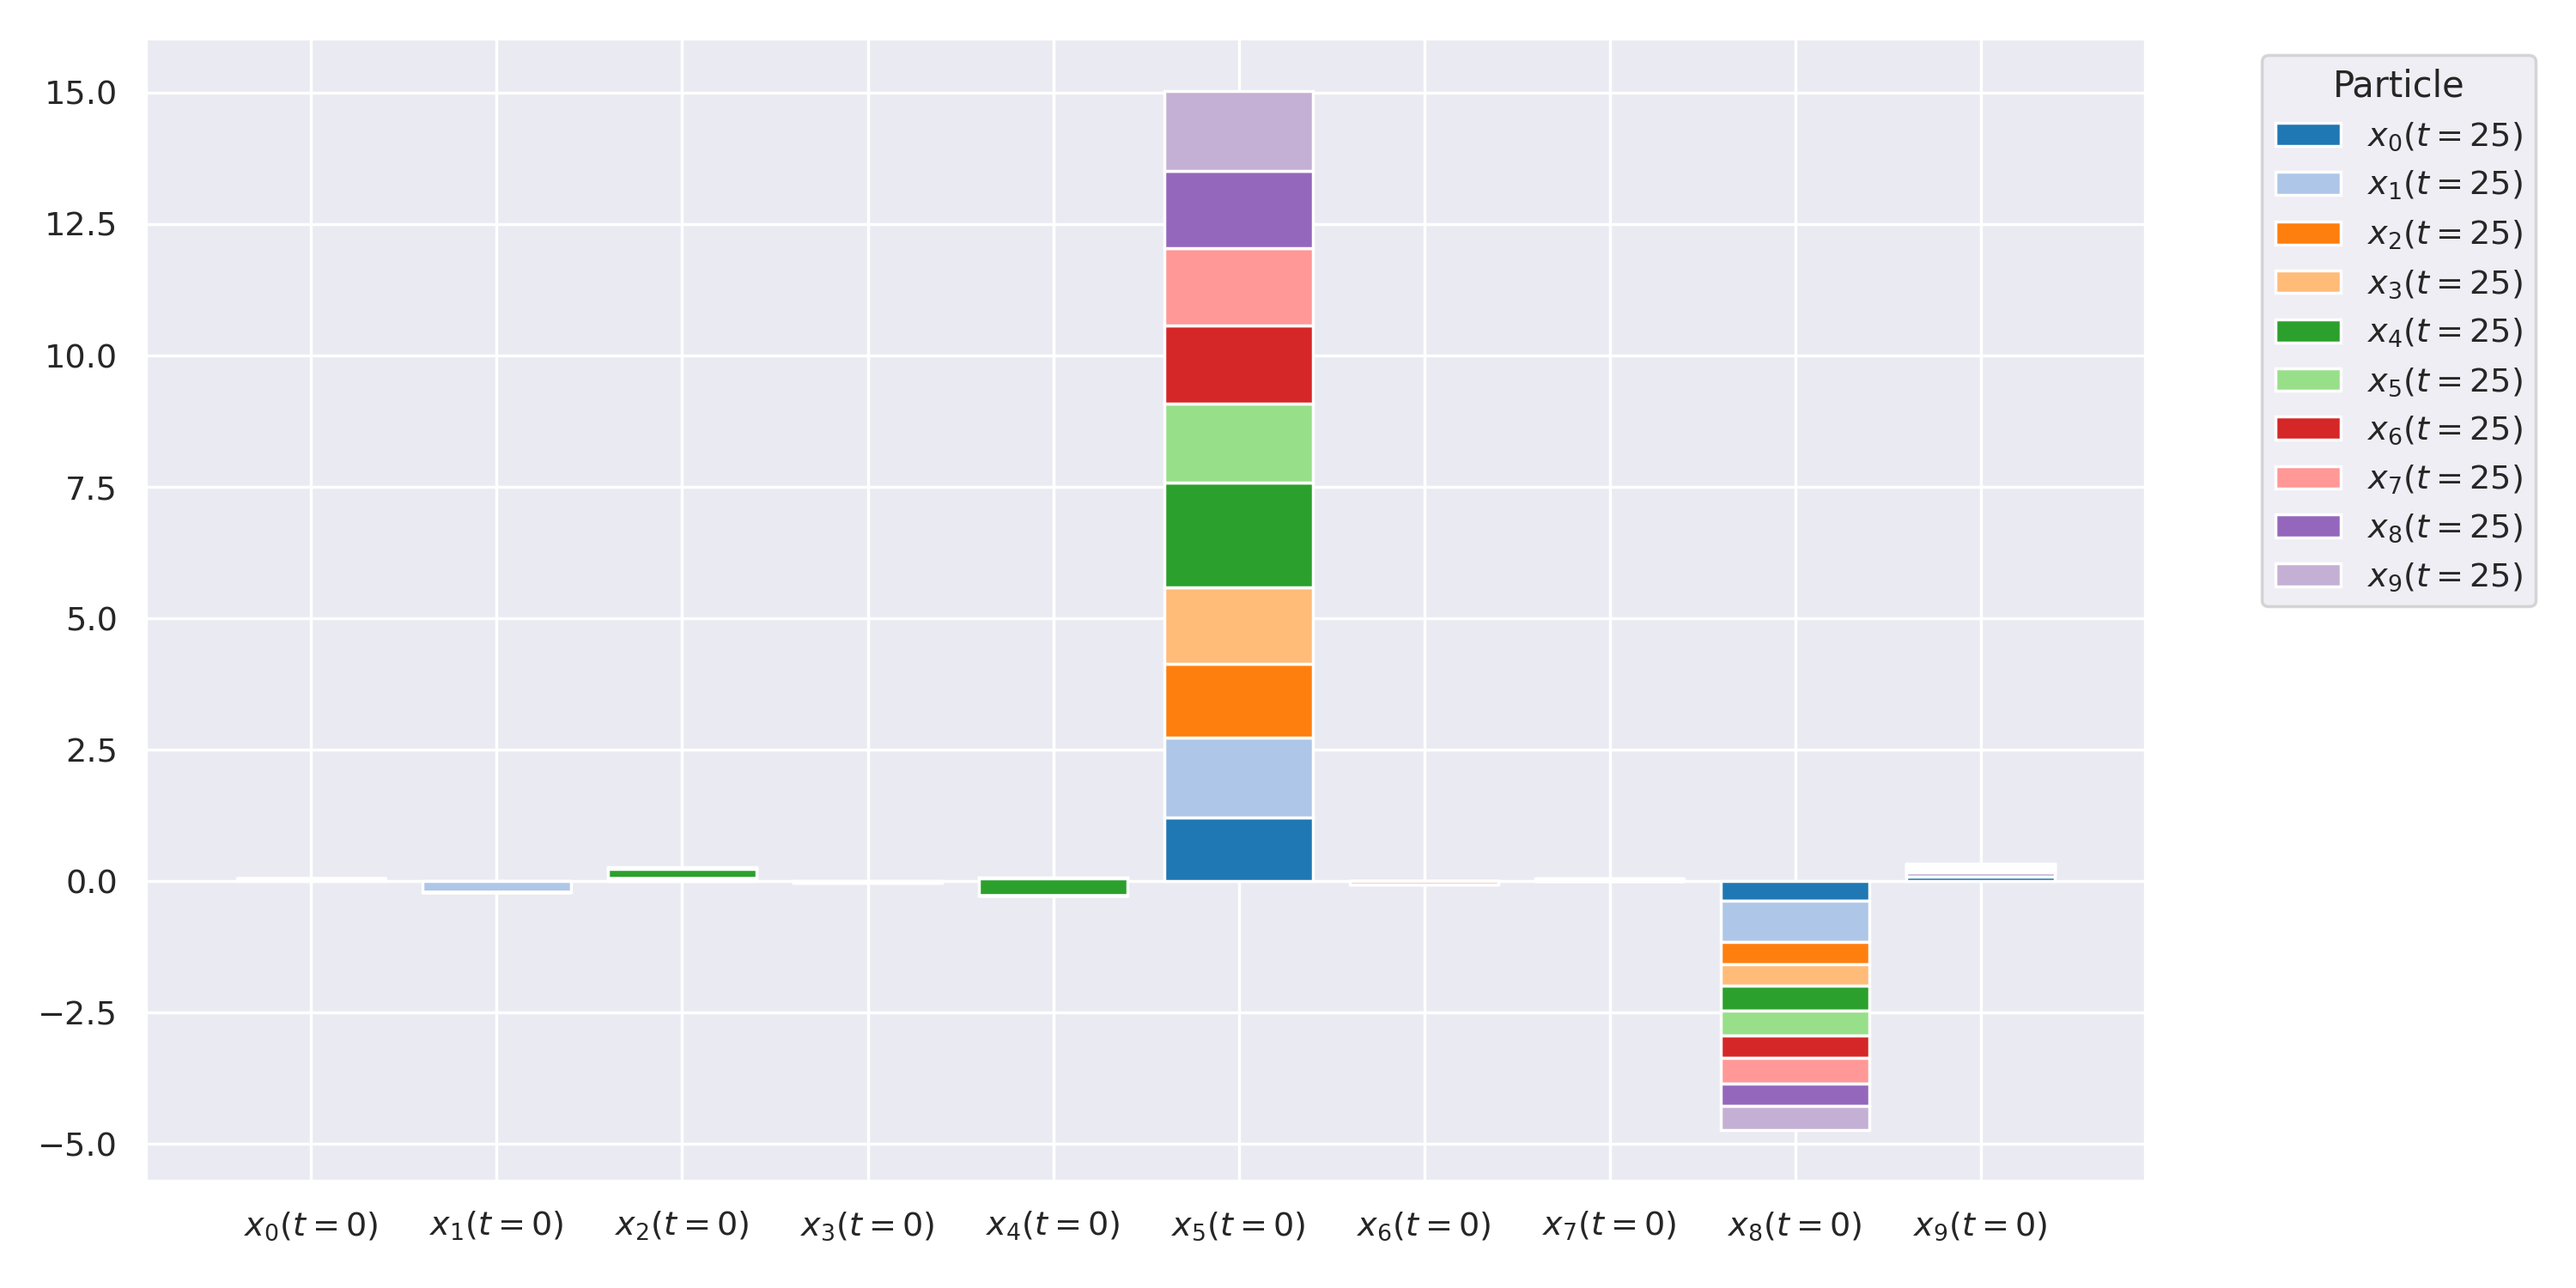 15.0
12.5
10.0
7.5
5.0
2.5
0.0
−2.5
−5.0
x₀(t = 0) x₁(t = 0) x₂(t = 0) x₃(t = 0) x₄(t = 0) x₅(t = 0) x₆(t = 0) x₇(t = 0) x₈(t = 0) x₉(t = 0)
Particle
x₀(t = 25)
x₁(t = 25)
x₂(t = 25)
x₃(t = 25)
x₄(t = 25)
x₅(t = 25)
x₆(t = 25)
x₇(t = 25)
x₈(t = 25)
x₉(t = 25)